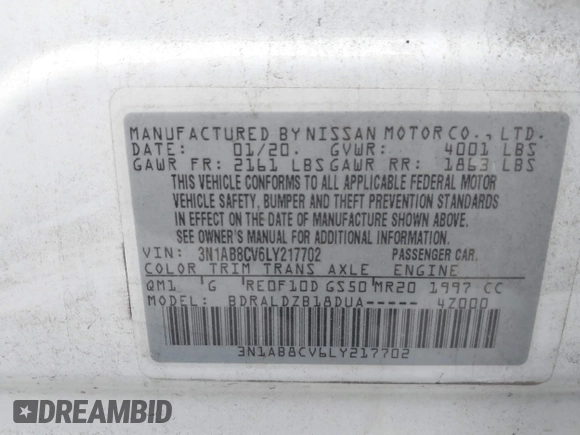 MANUFACTURED BY NISSAN MOTOR CO., LTD.
DATE: 01/20. GVWR: 4001 LBS
GAWR FR: 2161 LBS GAWR RR: 1863 LBS
THIS VEHICLE CONFORMS TO ALL APPLICABLE FEDERAL MOTOR
VEHICLE SAFETY, BUMPER AND THEFT PREVENTION STANDARDS
IN EFFECT ON THE DATE OF MANUFACTURE SHOWN ABOVE.
SEE OWNER'S MANUAL FOR ADDITIONAL INFORMATION.
VIN: 3N1AB8CV6LY217702 PASSENGER CAR.
COLOR TRIM TRANS AXLE ENGINE
QM1 G RE0F10D GS50 MR20 1997 CC
MODEL: BDRALDZB18DUA----- 4Z000
3N1AB8CV6LY217702
DREAMBID